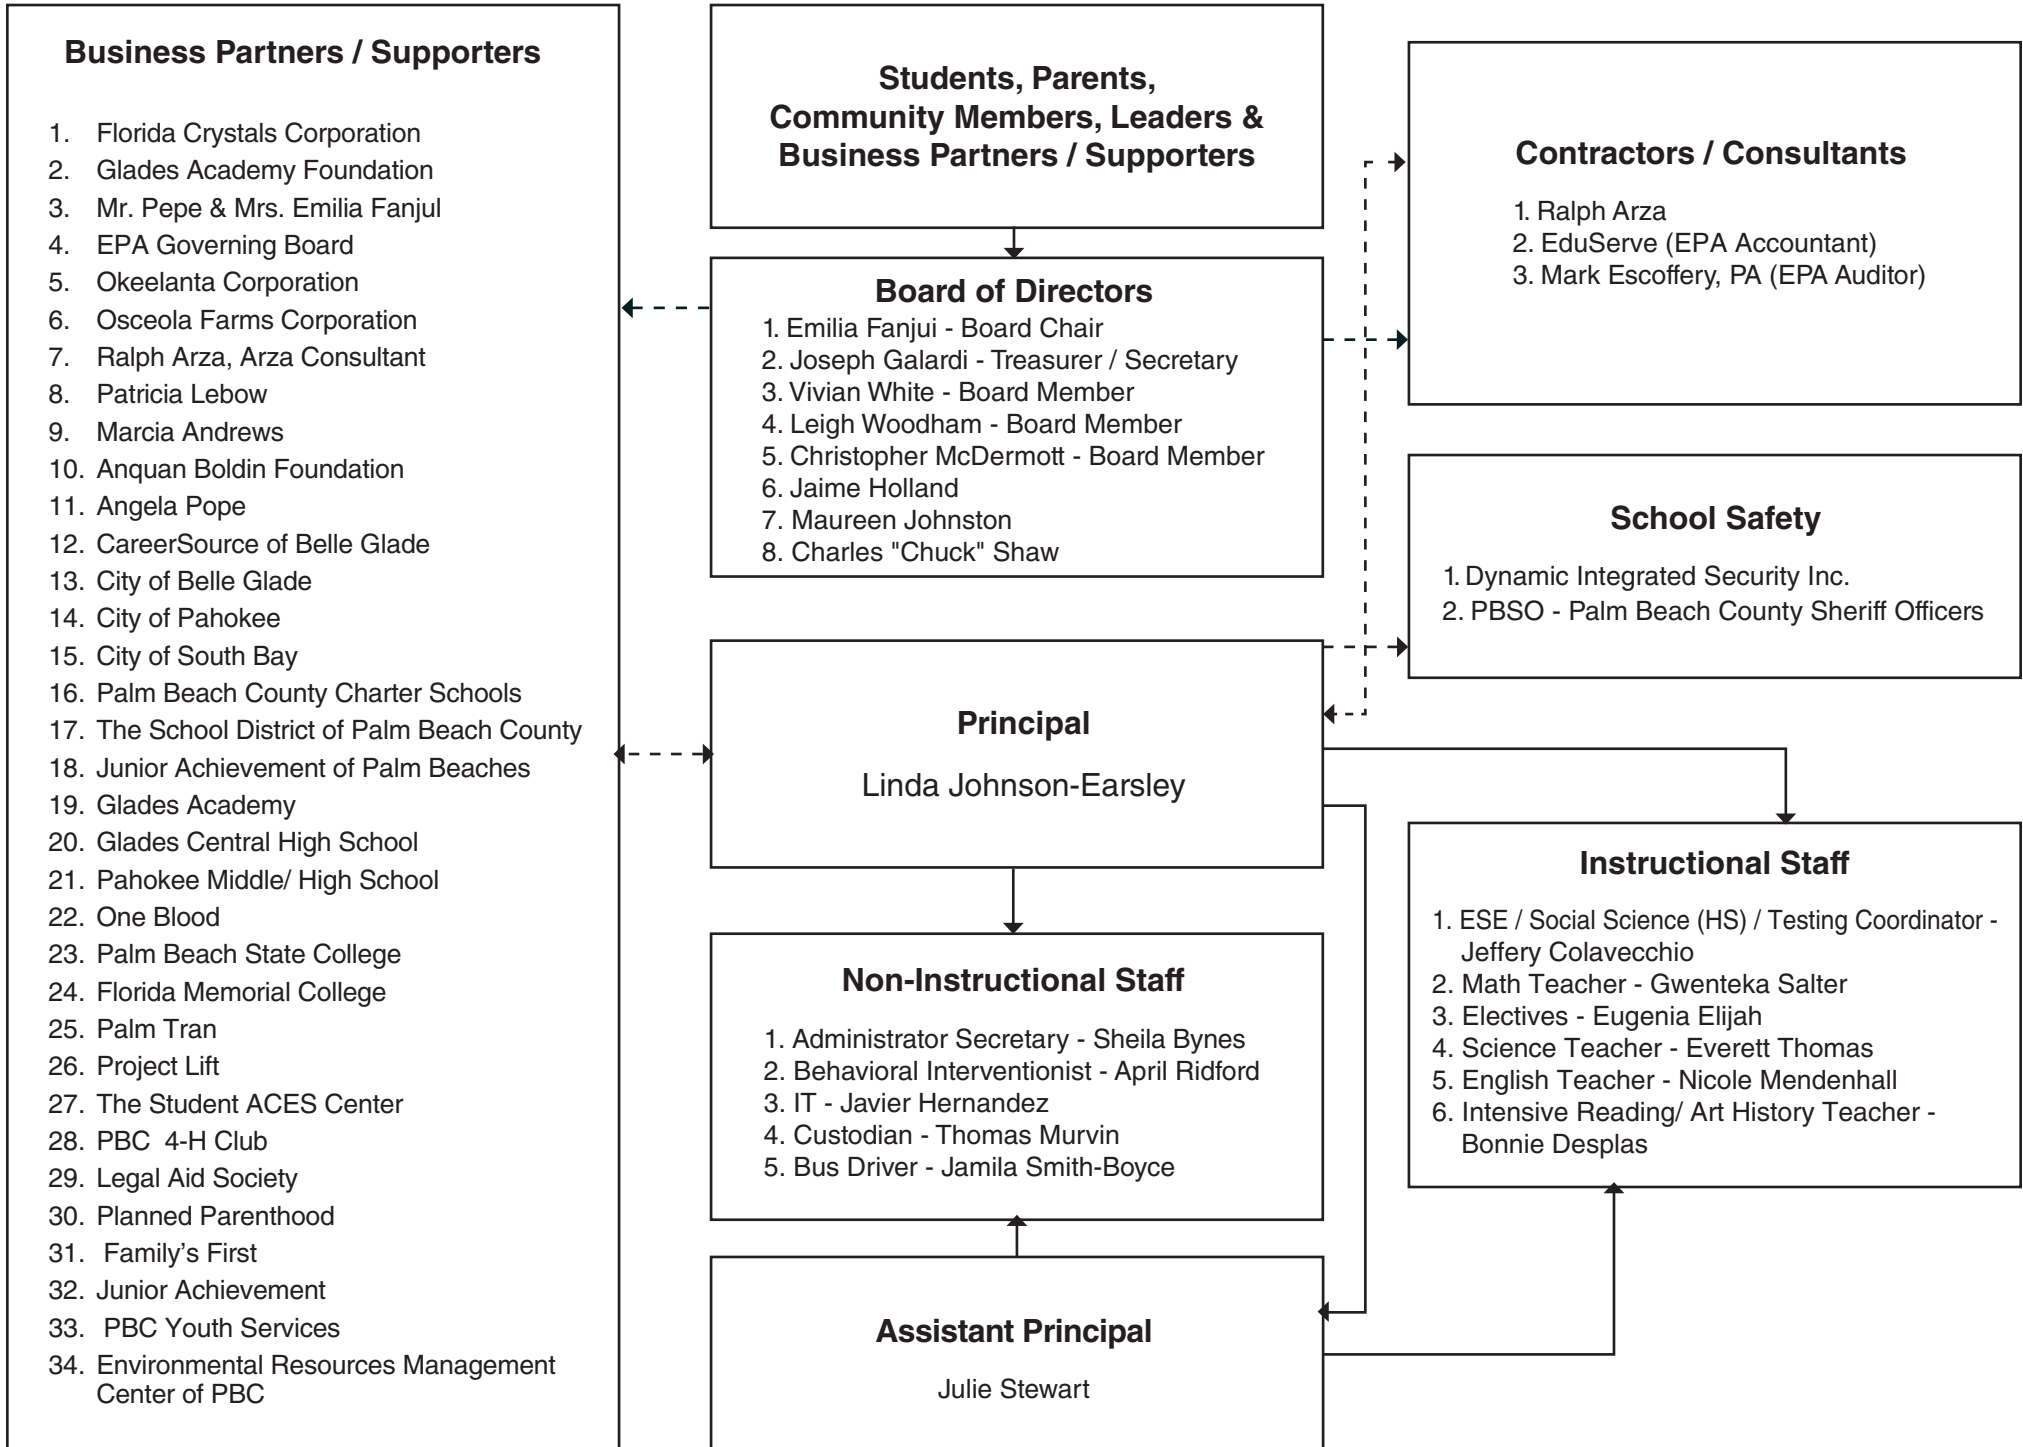 Business Partners / Supporters
1. Florida Crystals Corporation
2. Glades Academy Foundation
3. Mr. Pepe & Mrs. Emilia Fanjul
4. EPA Governing Board
5. Okeelanta Corporation
6. Osceola Farms Corporation
7. Ralph Arza, Arza Consultant
8. Patricia Lebow
9. Marcia Andrews
10. Anquan Boldin Foundation
11. Angela Pope
12. CareerSource of Belle Glade
13. City of Belle Glade
14. City of Pahokee
15. City of South Bay
16. Palm Beach County Charter Schools
17. The School District of Palm Beach County
18. Junior Achievement of Palm Beaches
19. Glades Academy
20. Glades Central High School
21. Pahokee Middle/ High School
22. One Blood
23. Palm Beach State College
24. Florida Memorial College
25. Palm Tran
26. Project Lift
27. The Student ACES Center
28. PBC 4-H Club
29. Legal Aid Society
30. Planned Parenthood
31. Family’s First
32. Junior Achievement
33. PBC Youth Services
34. Environmental Resources Management
Center of PBC
Students, Parents,
Community Members, Leaders &
Business Partners / Supporters
Board of Directors
1. Emilia Fanjui - Board Chair
2. Joseph Galardi - Treasurer / Secretary
3. Vivian White - Board Member
4. Leigh Woodham - Board Member
5. Christopher McDermott - Board Member
6. Jaime Holland
7. Maureen Johnston
8. Charles "Chuck" Shaw
Principal
Linda Johnson-Earsley
Non-Instructional Staff
1. Administrator Secretary - Sheila Bynes
2. Behavioral Interventionist - April Ridford
3. IT - Javier Hernandez
4. Custodian - Thomas Murvin
5. Bus Driver - Jamila Smith-Boyce
Assistant Principal
Julie Stewart
Contractors / Consultants
1. Ralph Arza
2. EduServe (EPA Accountant)
3. Mark Escoffery, PA (EPA Auditor)
School Safety
1. Dynamic Integrated Security Inc.
2. PBSO - Palm Beach County Sheriff Officers
Instructional Staff
1. ESE / Social Science (HS) / Testing Coordinator -
Jeffery Colavecchio
2. Math Teacher - Gwenteka Salter
3. Electives - Eugenia Elijah
4. Science Teacher - Everett Thomas
5. English Teacher - Nicole Mendenhall
6. Intensive Reading/ Art History Teacher -
Bonnie Desplas